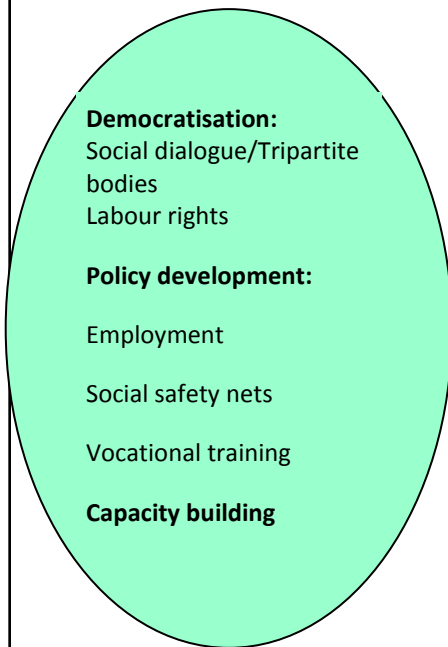 Democratisation:
Social dialogue/Tripartite
bodies
Labour rights
Policy development:
Employment
Social safety nets
Vocational training
Capacity building